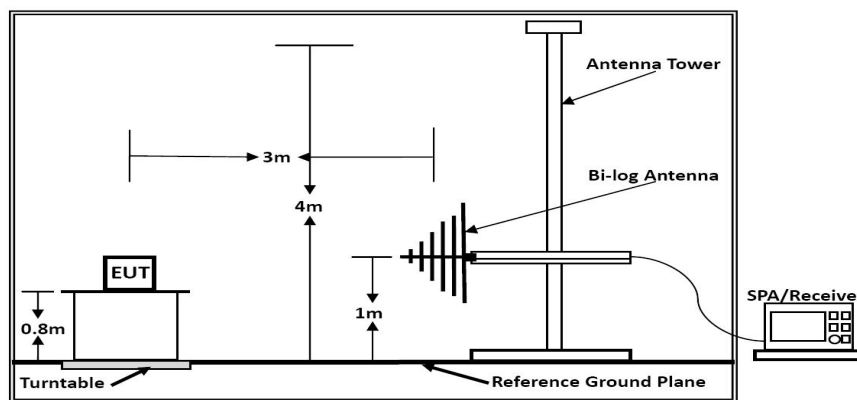 Antenna Tower
3m
Bi-log Antenna
4m
EUT
0.8m
1m
SPA/Receive
Turntable
Reference Ground Plane